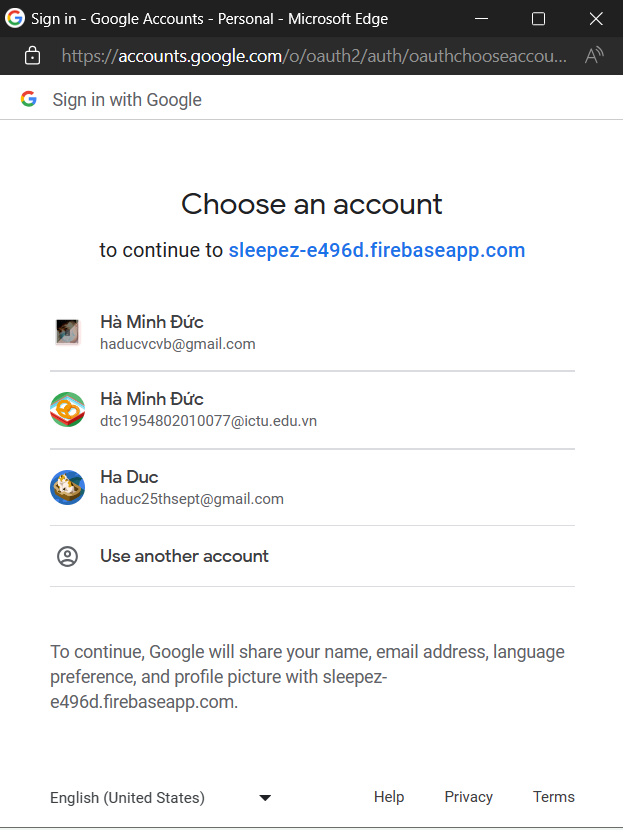 Sign in - Google Accounts - Personal - Microsoft Edge
https://accounts.google.com/o/oauth2/auth/oauthchooseaccou...
Sign in with Google
Choose an account
to continue to sleepez-e496d.firebaseapp.com
Hà Minh Đức
haducvcvb@gmail.com
Hà Minh Đức
dtc1954802010077@ictu.edu.vn
Ha Duc
haduc25thsept@gmail.com
Use another account
To continue, Google will share your name, email address, language
preference, and profile picture with sleepez-
e496d.firebaseapp.com.
English (United States)
Help Privacy Terms